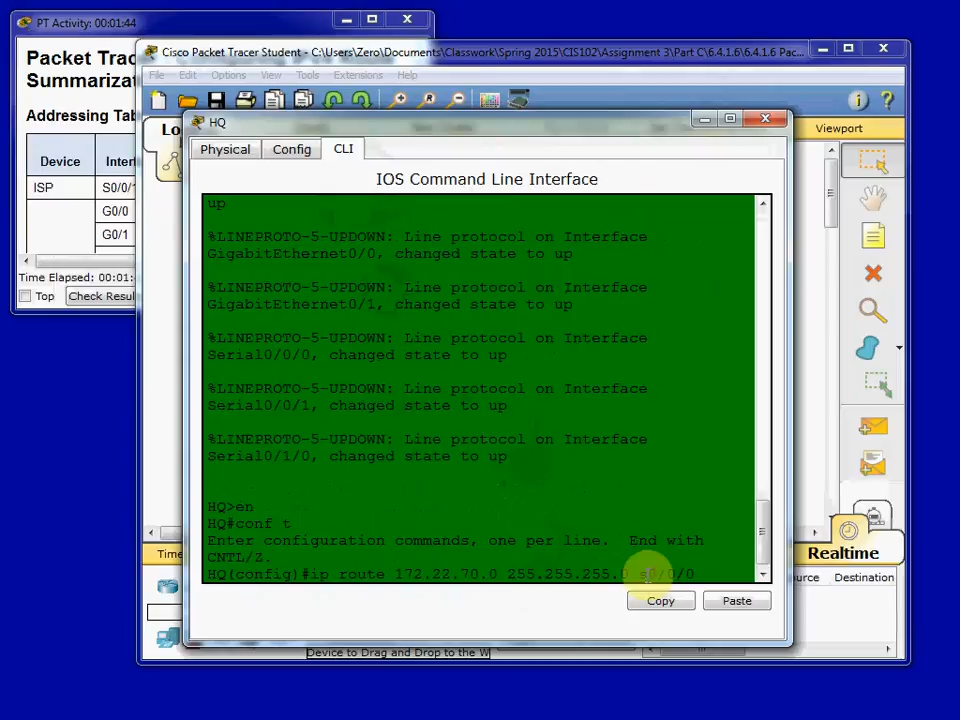 PT Activity: 00:01:44
Packet Trac
Summarizat
Addressing Tab
Device
Inter
ISP
S0/0/1
G0/0
G0/1
Time Elapsed: 00:01:4
Top
Check Resul
Cisco Packet Tracer Student - C:\Users\Zero\Documents\Classwork\Spring 2015\CIS102\Assignment 3\Part C\6.4.1.6\6.4.1.6 Pac...
File Edit Options View Tools Extensions Help
Lo
Viewport
HQ
Physical
Config
CLI
IOS Command Line Interface
up
%LINEPROTO-5-UPDOWN: Line protocol on Interface
GigabitEthernet0/0, changed state to up
%LINEPROTO-5-UPDOWN: Line protocol on Interface
GigabitEthernet0/1, changed state to up
%LINEPROTO-5-UPDOWN: Line protocol on Interface
Serial0/0/0, changed state to up
%LINEPROTO-5-UPDOWN: Line protocol on Interface
Serial0/0/1, changed state to up
%LINEPROTO-5-UPDOWN: Line protocol on Interface
Serial0/1/0, changed state to up
HQ>en
HQ#conf t
Enter configuration commands, one per line. End with
CNTL/Z.
HQ(config)#ip route 172.22.70.0 255.255.255.0 s0/0/0
Copy
Paste
Time
Realtime
ource
Destination
Device to Drag and Drop to the W